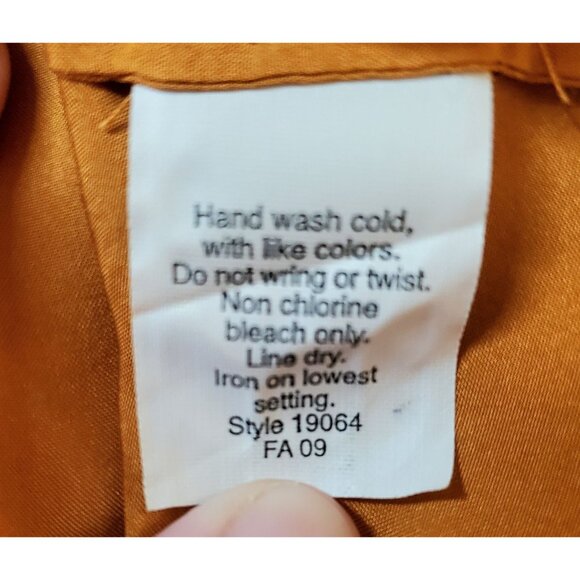 Hand wash cold,
with like colors.
Do not wring or twist.
Non chlorine
bleach only.
Line dry.
Iron on lowest
setting.
Style 19064
FA 09